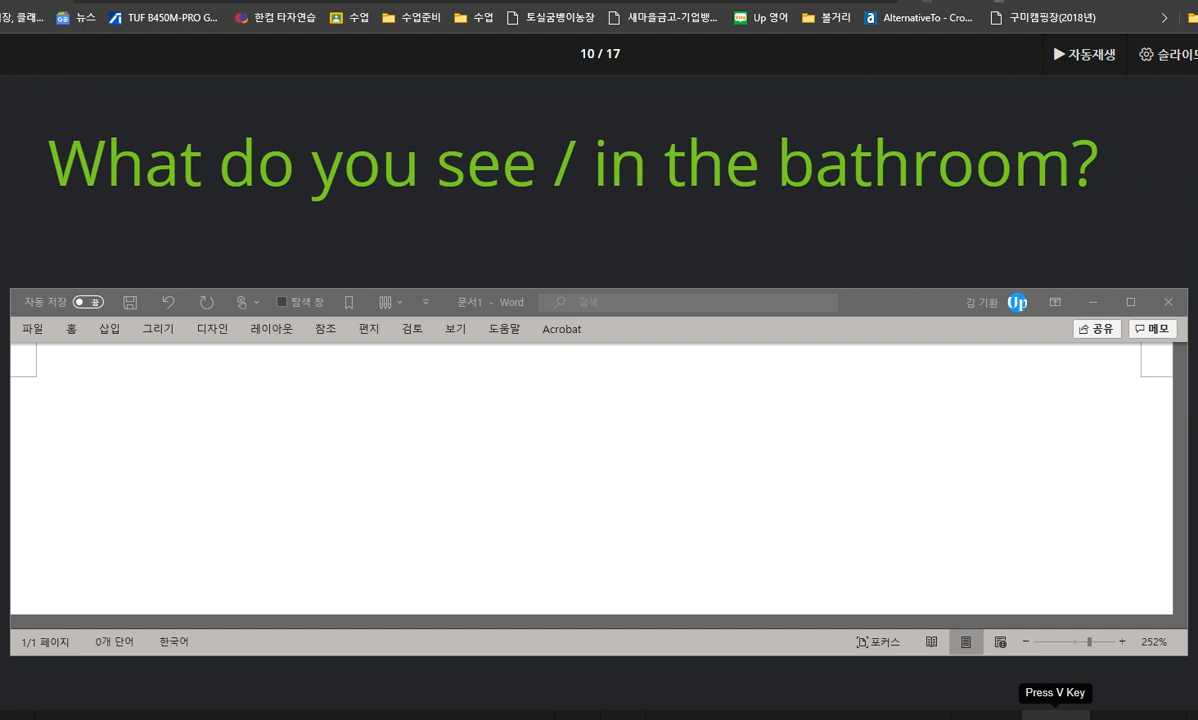 장, 클래... 뉴스 TUF B450M-PRO G... 한컴 타자연습 수업 수업준비 수업 토실굼벵이농장 새마을금고-기업뱅... Up 영어 볼거리 AlternativeTo - Cro... 구미캠핑장(2018년)
10 / 17 자동재생 슬라이드
What do you see / in the bathroom?
자동 저장 끔 탐색 창 문서1 - Word 검색 김 기환 Up
파일 홈 삽입 그리기 디자인 레이아웃 참조 편지 검토 보기 도움말 Acrobat 공유 메모
1/1 페이지 0개 단어 한국어 포커스 252%
Press V Key